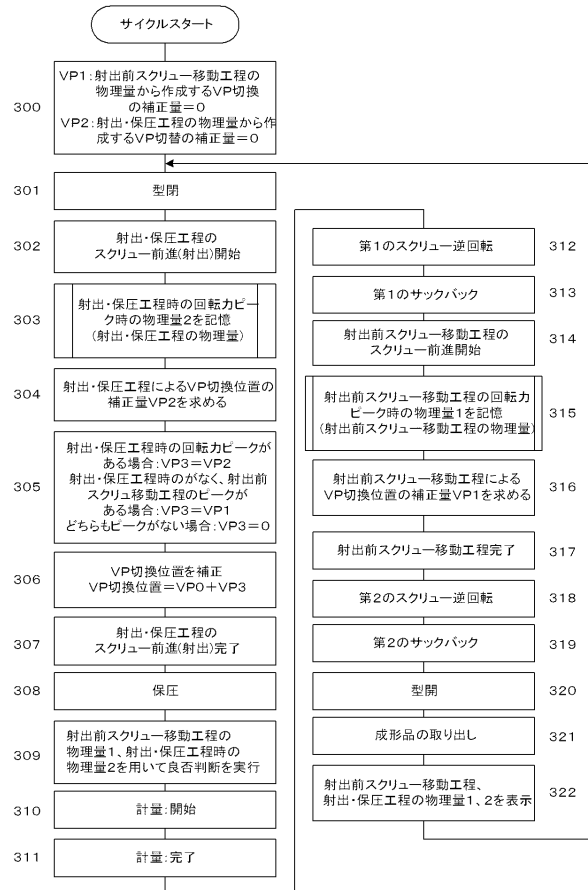 サイクルスタート
300
VP1:射出前スクリュー移動工程の
物理量から作成するVP切換
の補正量=0
VP2:射出・保圧工程の物理量から作
成するVP切替の補正量=0
301
型閉
302
射出・保圧工程の
スクリュー前進(射出)開始
303
射出・保圧工程時の回転力ピー
ク時の物理量2を記憶
(射出・保圧工程の物理量)
304
射出・保圧工程によるVP切換位置の
補正量VP2を求める
305
射出・保圧工程時の回転力ピークが
ある場合:VP3=VP2
射出・保圧工程時のがなく、射出前
スクリュ移動工程のピークが
ある場合:VP3=VP1
どちらもピークがない場合:VP3=0
306
VP切換位置を補正
VP切換位置=VP0+VP3
307
射出・保圧工程の
スクリュー前進(射出)完了
308
保圧
309
射出前スクリュー移動工程の
物理量1、射出・保圧工程時の
物理量2を用いて良否判断を実行
310
計量:開始
311
計量:完了
第1のスクリュー逆回転
312
第1のサックバック
313
射出前スクリュー移動工程の
スクリュー前進開始
314
射出前スクリュー移動工程の回転力
ピーク時の物理量1を記憶
(射出前スクリュー移動工程の物理量)
315
射出前スクリュー移動工程による
VP切換位置の補正量VP1を求める
316
射出前スクリュー移動工程完了
317
第2のスクリュー逆回転
318
第2のサックバック
319
型開
320
成形品の取り出し
321
射出前スクリュー移動工程、
射出・保圧工程の物理量1、2を表示
322